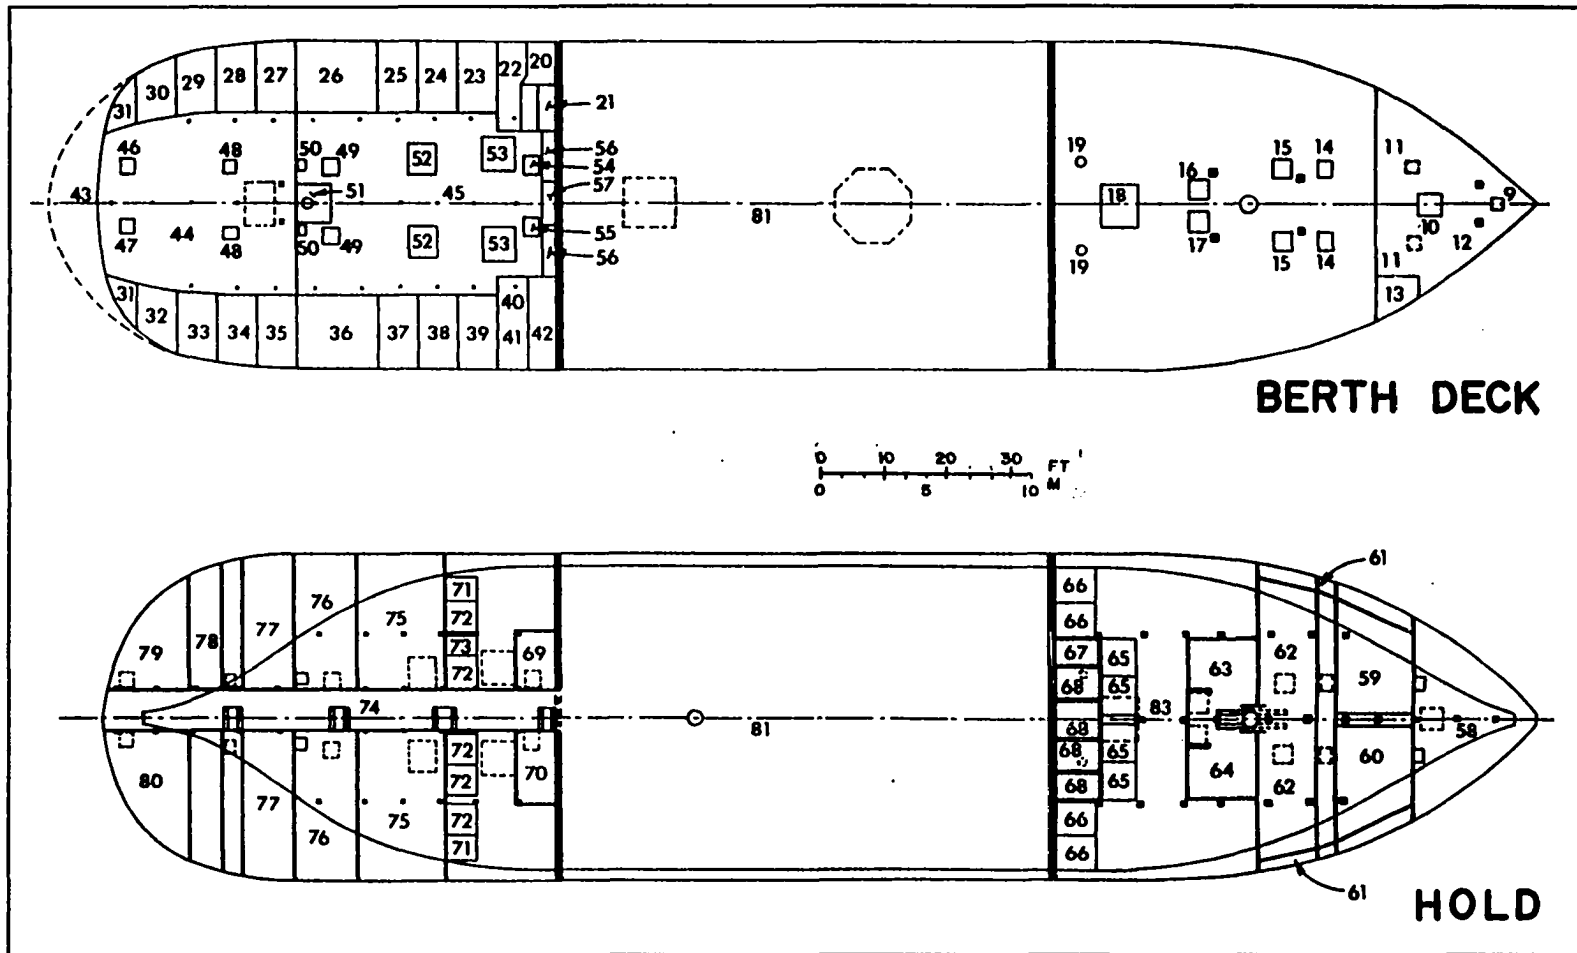 31 30 29 28 27 26 25 24 23 22 20
21
46 48 50 49 52 53 56 54 57
43 51 45 44 81
47 48 50 49 52 53 55 56
31 32 33 34 35 36 37 38 39 40 41 42
19 16 15 14 11 9
18 10 12
19 17 15 14 11 13
BERTH DECK
0 10 20 30 FT
0 5 10 M
61
79 78 77 76 75 71 72 73 72 69
66 66 67 65 63 62 59
68 65
74 81 68 83 58
80 77 76 75 72 72 72 71 70
68 65 65 64 62 60
68 66 66
61
HOLD